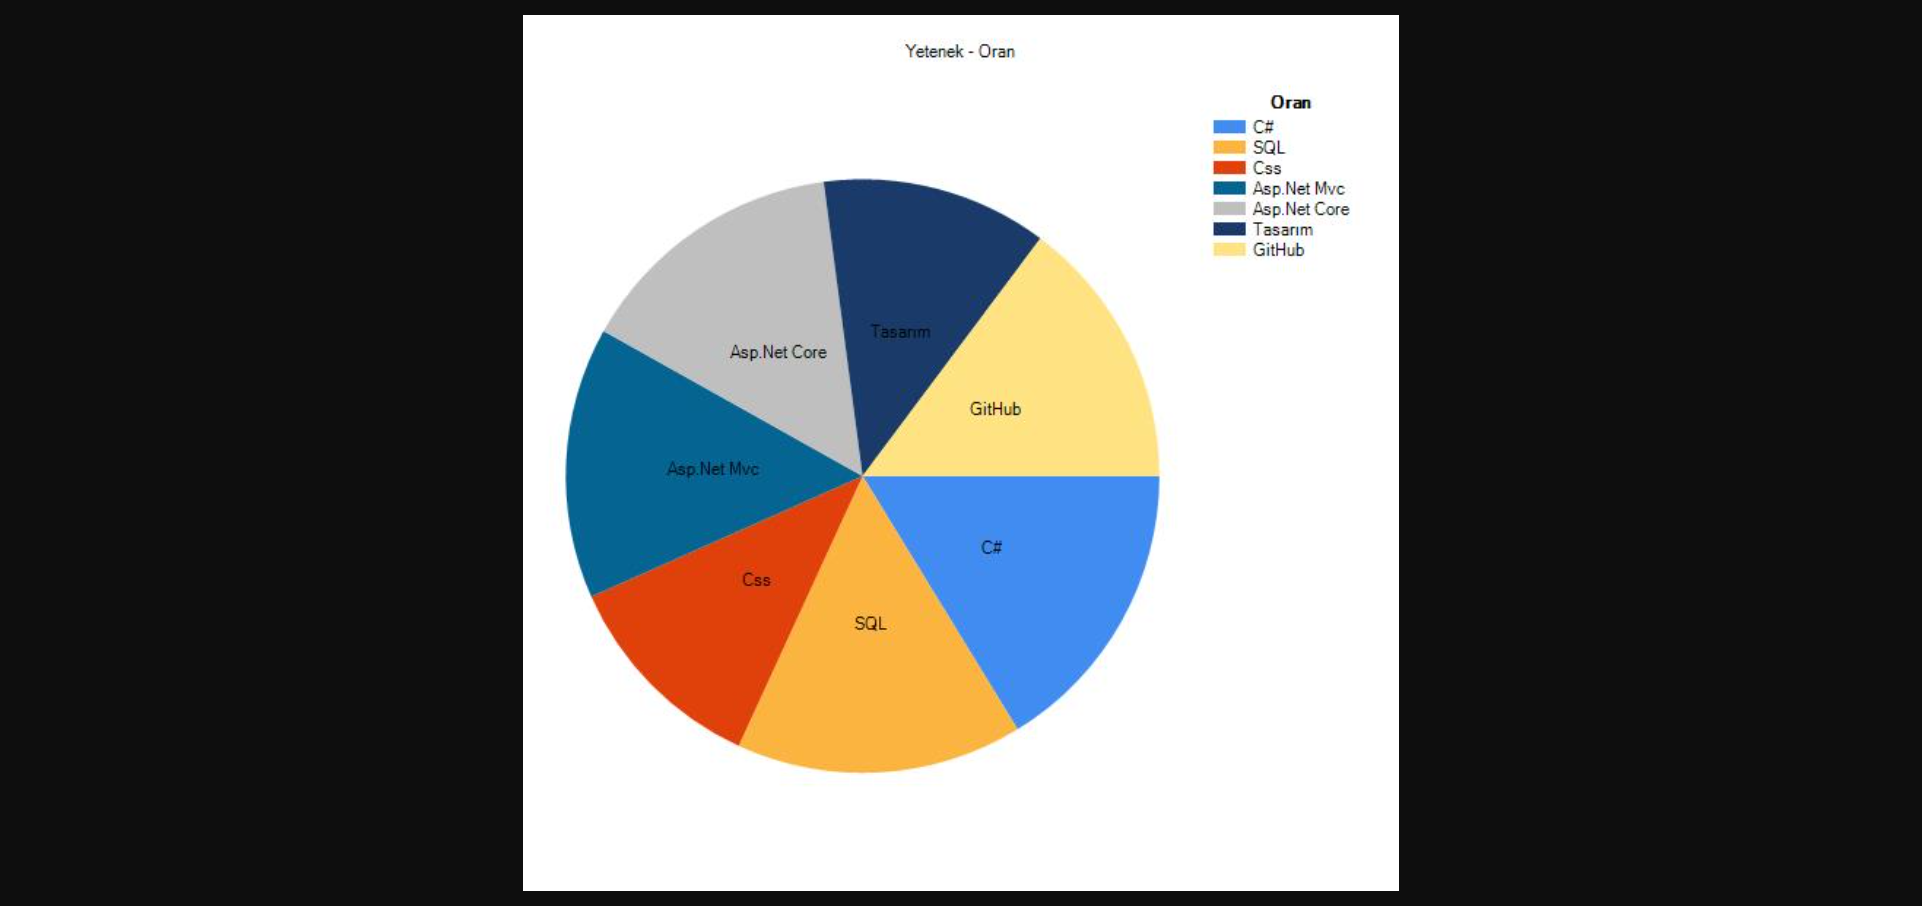 Yetenek - Oran
Oran
C#
SQL
Css
Asp.Net Mvc
Asp.Net Core
Tasarım
GitHub
Tasarım
Asp.Net Core
GitHub
Asp.Net Mvc
C#
Css
SQL